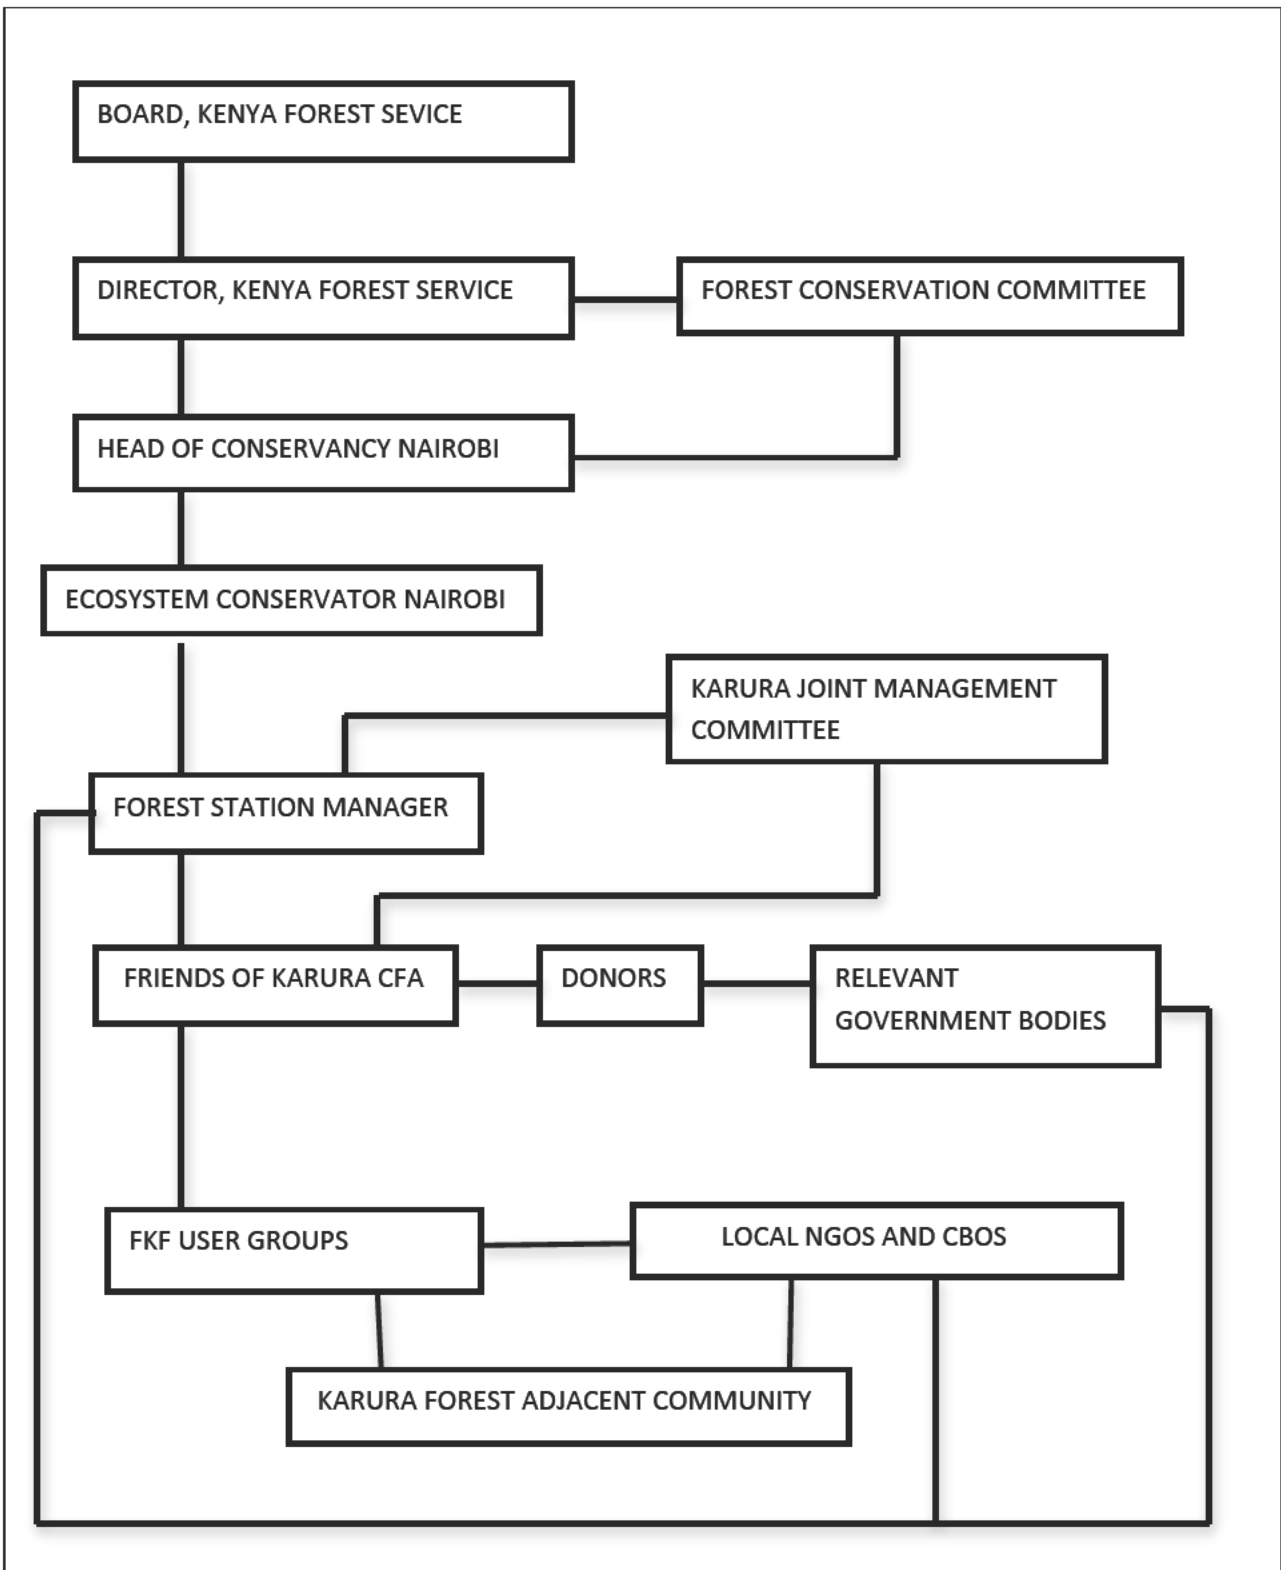 BOARD, KENYA FOREST SEVICE
DIRECTOR, KENYA FOREST SERVICE
FOREST CONSERVATION COMMITTEE
HEAD OF CONSERVANCY NAIROBI
ECOSYSTEM CONSERVATOR NAIROBI
KARURA JOINT MANAGEMENT
COMMITTEE
FOREST STATION MANAGER
FRIENDS OF KARURA CFA
DONORS
RELEVANT
GOVERNMENT BODIES
FKF USER GROUPS
LOCAL NGOS AND CBOS
KARURA FOREST ADJACENT COMMUNITY